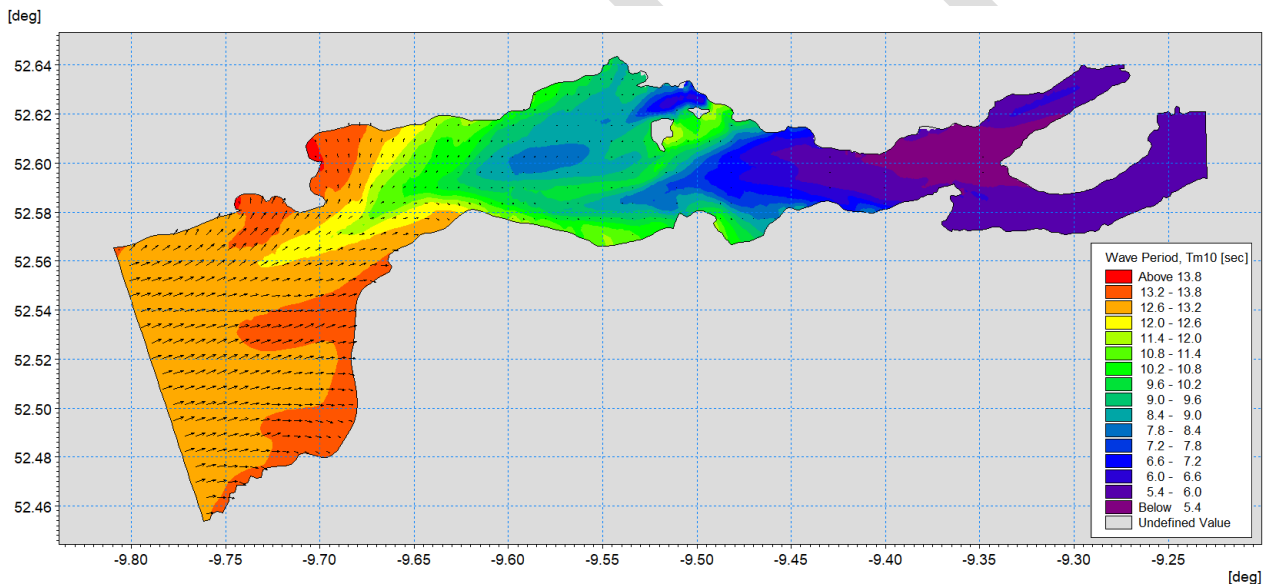 [deg]
52.64
52.62
52.60
52.58
52.56
52.54
52.52
52.50
52.48
52.46
Wave Period, Tm10 [sec]
Above 13.8
13.2 - 13.8
12.6 - 13.2
12.0 - 12.6
11.4 - 12.0
10.8 - 11.4
10.2 - 10.8
9.6 - 10.2
9.0 - 9.6
8.4 - 9.0
7.8 - 8.4
7.2 - 7.8
6.6 - 7.2
6.0 - 6.6
5.4 - 6.0
Below 5.4
Undefined Value
-9.80 -9.75 -9.70 -9.65 -9.60 -9.55 -9.50 -9.45 -9.40 -9.35 -9.30 -9.25
[deg]